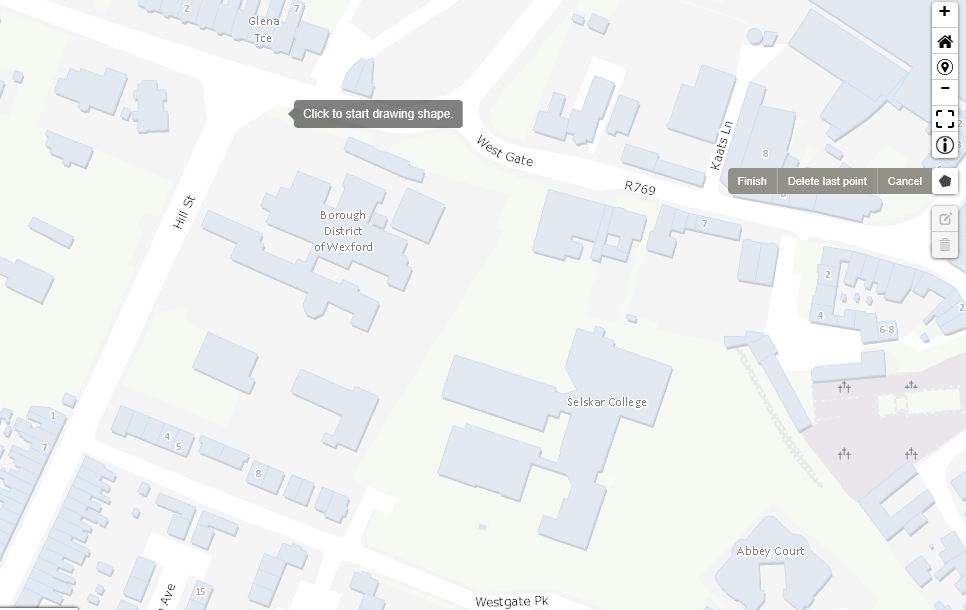 2
7
Glena
Tce
Click to start drawing shape.
West Gate
R769
Kaats Ln
8
Finish
Delete last point
Cancel
Hill St
Borough
District
of Wexford
7
2
4
6-8
2
Selskar College
1
7
4
5
8
Abbey Court
15
Westgate Pk
Ave